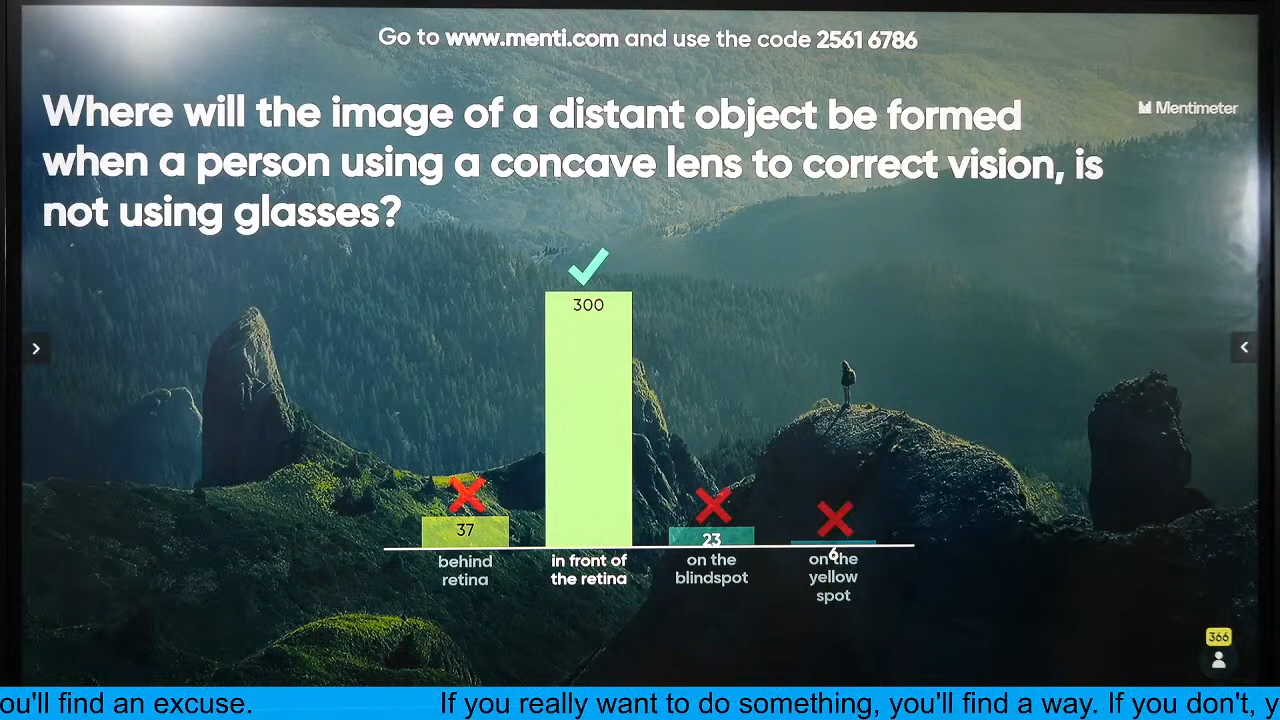 Go to www.menti.com and use the code 2561 6786
Where will the image of a distant object be formed
when a person using a concave lens to correct vision, is
not using glasses?
Mentimeter
300
37
23
6
behind
retina
in front of
the retina
on the
blindspot
on the
yellow
spot
366
ou'll find an excuse. If you really want to do something, you'll find a way. If you don't, y